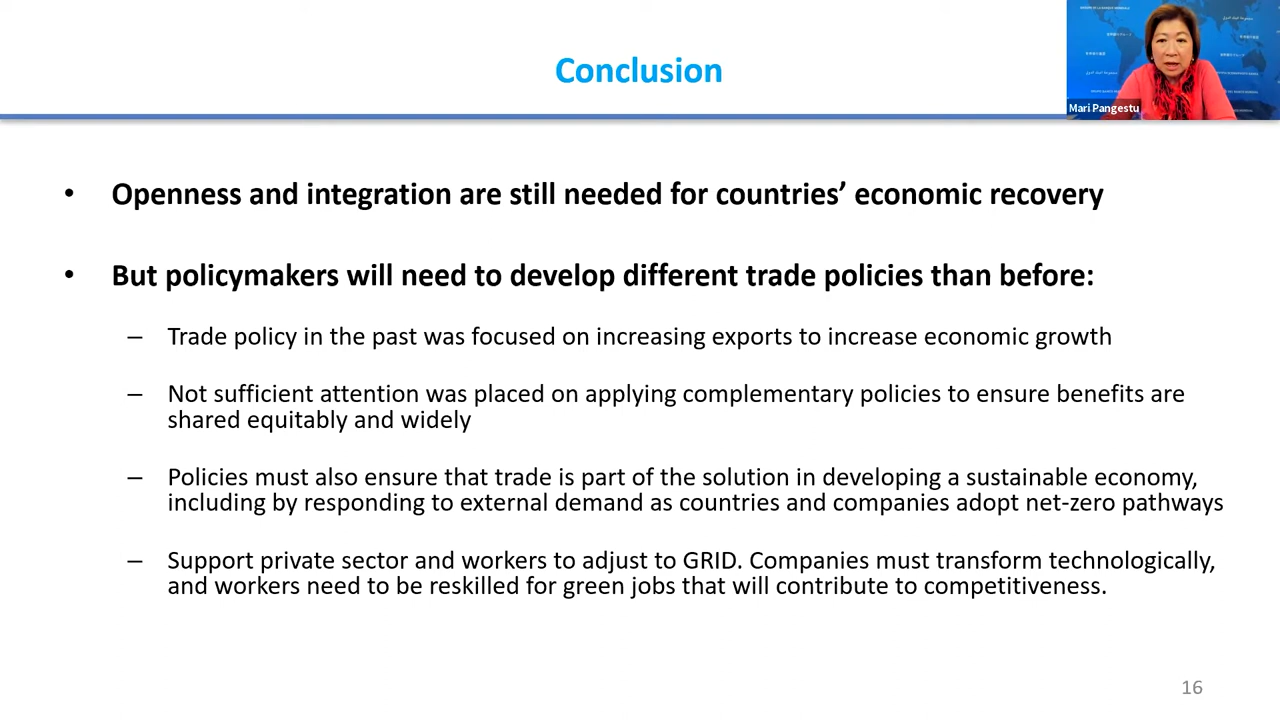 Conclusion
Mari Pangestu
• Openness and integration are still needed for countries’ economic recovery
• But policymakers will need to develop different trade policies than before:
– Trade policy in the past was focused on increasing exports to increase economic growth
– Not sufficient attention was placed on applying complementary policies to ensure benefits are
shared equitably and widely
– Policies must also ensure that trade is part of the solution in developing a sustainable economy,
including by responding to external demand as countries and companies adopt net-zero pathways
– Support private sector and workers to adjust to GRID. Companies must transform technologically,
and workers need to be reskilled for green jobs that will contribute to competitiveness.
16